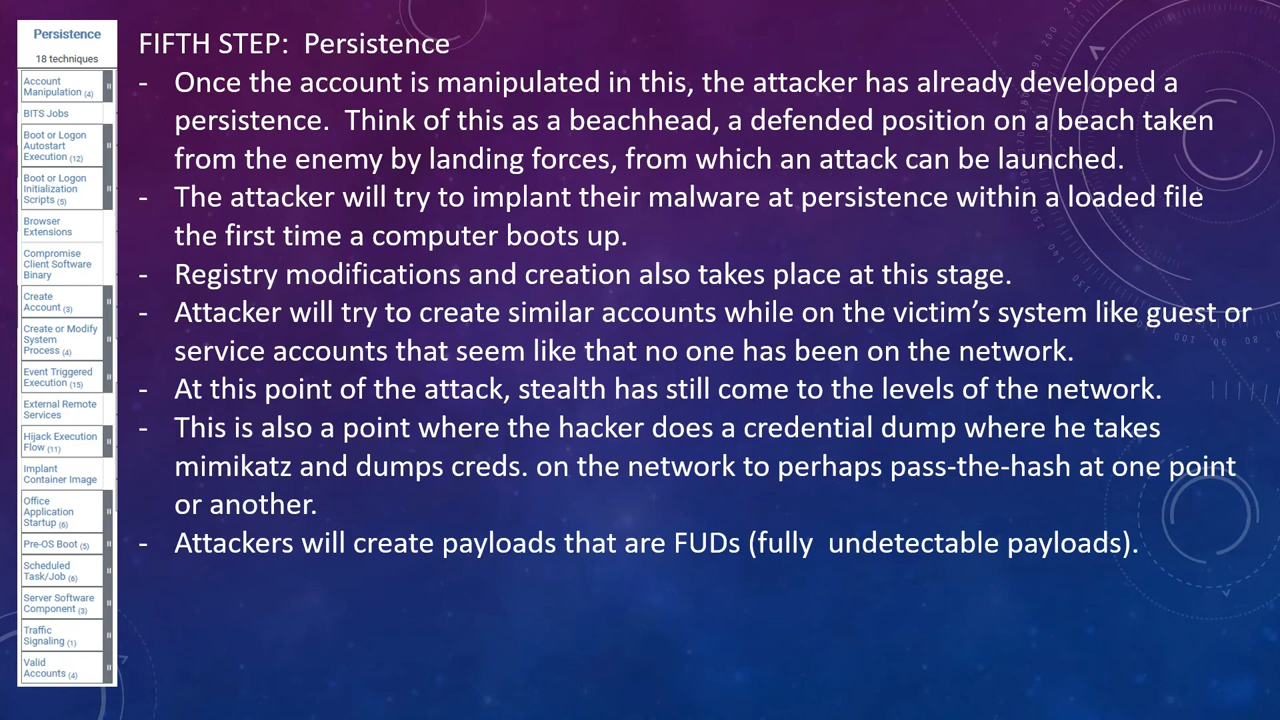 Persistence
18 techniques
Account
Manipulation (4)
BITS Jobs
Boot or Logon
Autostart
Execution (12)
Boot or Logon
Initialization
Scripts (5)
Browser
Extensions
Compromise
Client Software
Binary
Create
Account (3)
Create or Modify
System
Process (4)
Event Triggered
Execution (15)
External Remote
Services
Hijack Execution
Flow (11)
Implant
Container Image
Office
Application
Startup (6)
Pre-OS Boot (5)
Scheduled
Task/Job (6)
Server Software
Component (3)
Traffic
Signaling (1)
Valid
Accounts (4)
FIFTH STEP:  Persistence
- Once the account is manipulated in this, the attacker has already developed a
persistence.  Think of this as a beachhead, a defended position on a beach taken
from the enemy by landing forces, from which an attack can be launched.
- The attacker will try to implant their malware at persistence within a loaded file
the first time a computer boots up.
- Registry modifications and creation also takes place at this stage.
- Attacker will try to create similar accounts while on the victim's system like guest or
service accounts that seem like that no one has been on the network.
- At this point of the attack, stealth has still come to the levels of the network.
- This is also a point where the hacker does a credential dump where he takes
mimikatz and dumps creds. on the network to perhaps pass-the-hash at one point
or another.
- Attackers will create payloads that are FUDs (fully  undetectable payloads).